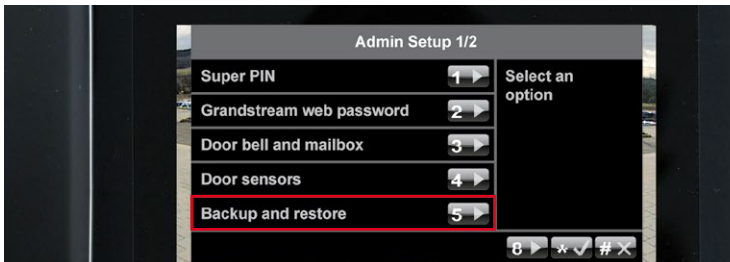 Admin Setup 1/2
Super PIN 1
Select an
option
Grandstream web password 2
Door bell and mailbox 3
Door sensors 4
Backup and restore 5
8 * #